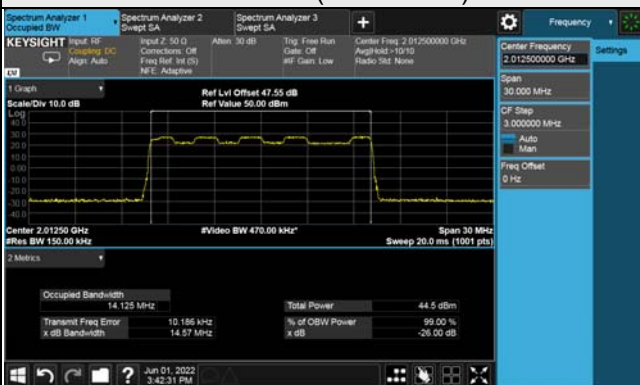 Spectrum Analyzer 1
Occupied BW
Spectrum Analyzer 2
Swept SA
Spectrum Analyzer 3
Swept SA
+
Frequency
KEYSIGHT
Input: RF
Coupling: DC
Align: Auto
Input Z: 50 Ω
Corrections: Off
Freq Ref: Int (S)
NFE: Adaptive
Atten: 30 dB
Trig: Free Run
Gate: Off
#IF Gain: Low
Center Freq: 2.012500000 GHz
Avg|Hold:>10/10
Radio Std: None
LXI
Center Frequency
2.012500000 GHz
Settings
Span
30.000 MHz
CF Step
3.000000 MHz
Auto
Man
Freq Offset
0 Hz
1 Graph
Ref Lvl Offset 47.55 dB
Scale/Div 10.0 dB
Ref Value 50.00 dBm
Log
40.0
30.0
20.0
10.0
0.00
-10.0
-20.0
-30.0
-40.0
Center 2.01250 GHz
#Video BW 470.00 kHz*
Span 30 MHz
#Res BW 150.00 kHz
Sweep 20.0 ms (1001 pts)
2 Metrics
Occupied Bandwidth
14.125 MHz
Total Power 44.5 dBm
Transmit Freq Error 10.186 kHz
% of OBW Power 99.00 %
x dB Bandwidth 14.57 MHz
x dB -26.00 dB
?
Jun 01, 2022
3:42:31 PM